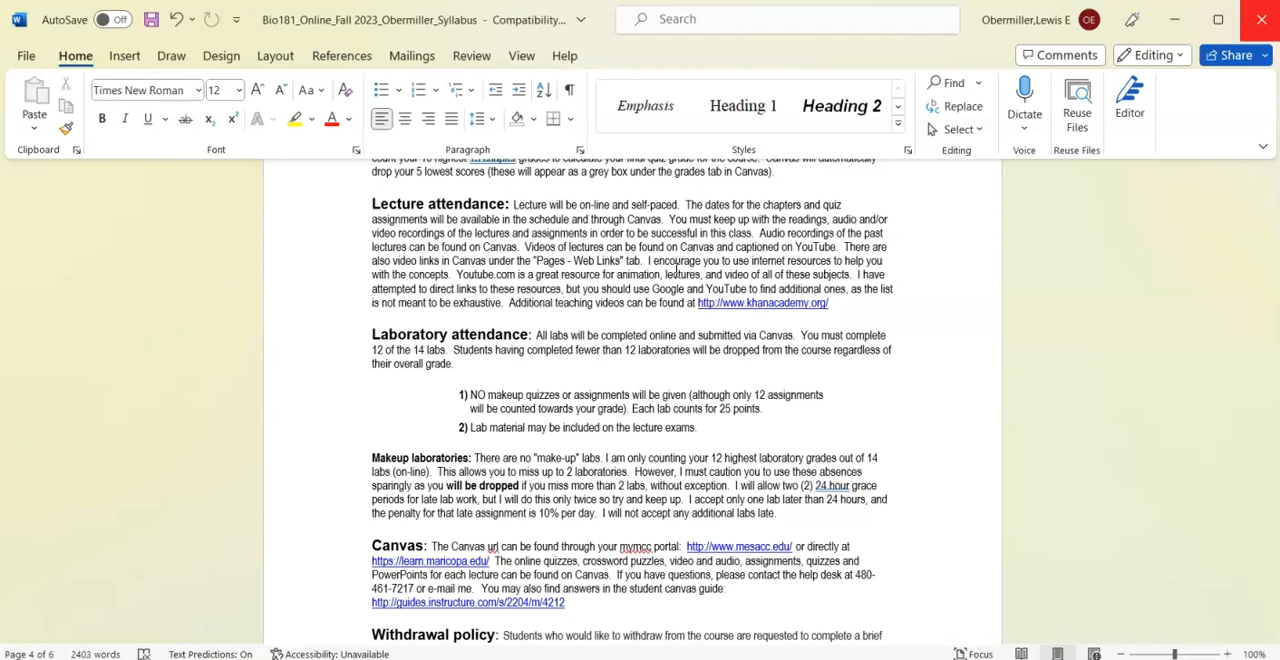 AutoSave Off Bio181_Online_Fall 2023_Obermiller_Syllabus - Compatibility... Search Obermiller,Lewis E OE
File Home Insert Draw Design Layout References Mailings Review View Help Comments Editing Share
Times New Roman 12 Aa Find
Paste Emphasis Heading 1 Heading 2 Replace Dictate Reuse Files Editor
B I U ab x₂ x² A A Select
Clipboard Font Paragraph Styles Editing Voice Reuse Files
count your 10 highest grades to calculate your final quiz grade for the course. Canvas will automatically
drop your 5 lowest scores (these will appear as a grey box under the grades tab in Canvas).
Lecture attendance: Lecture will be on-line and self-paced. The dates for the chapters and quiz
assignments will be available in the schedule and through Canvas. You must keep up with the readings, audio and/or
video recordings of the lectures and assignments in order to be successful in this class. Audio recordings of the past
lectures can be found on Canvas. Videos of lectures can be found on Canvas and captioned on YouTube. There are
also video links in Canvas under the "Pages - Web Links" tab. I encourage you to use internet resources to help you
with the concepts. Youtube.com is a great resource for animation, lectures, and video of all of these subjects. I have
attempted to direct links to these resources, but you should use Google and YouTube to find additional ones, as the list
is not meant to be exhaustive. Additional teaching videos can be found at http://www.khanacademy.org/
Laboratory attendance: All labs will be completed online and submitted via Canvas. You must complete
12 of the 14 labs. Students having completed fewer than 12 laboratories will be dropped from the course regardless of
their overall grade.
1) NO makeup quizzes or assignments will be given (although only 12 assignments
will be counted towards your grade). Each lab counts for 25 points.
2) Lab material may be included on the lecture exams.
Makeup laboratories: There are no "make-up" labs. I am only counting your 12 highest laboratory grades out of 14
labs (on-line). This allows you to miss up to 2 laboratories. However, I must caution you to use these absences
sparingly as you will be dropped if you miss more than 2 labs, without exception. I will allow two (2) 24 hour grace
periods for late lab work, but I will do this only twice so try and keep up. I accept only one lab later than 24 hours, and
the penalty for that late assignment is 10% per day. I will not accept any additional labs late.
Canvas: The Canvas url can be found through your mymcc portal: http://www.mesacc.edu/ or directly at
https://learn.maricopa.edu/ The online quizzes, crossword puzzles, video and audio, assignments, quizzes and
PowerPoints for each lecture can be found on Canvas. If you have questions, please contact the help desk at 480-
461-7217 or e-mail me. You may also find answers in the student canvas guide:
http://guides.instructure.com/s/2204/m/4212
Withdrawal policy: Students who would like to withdraw from the course are requested to complete a brief
Page 4 of 6 2403 words Text Predictions: On Accessibility: Unavailable Focus 100%